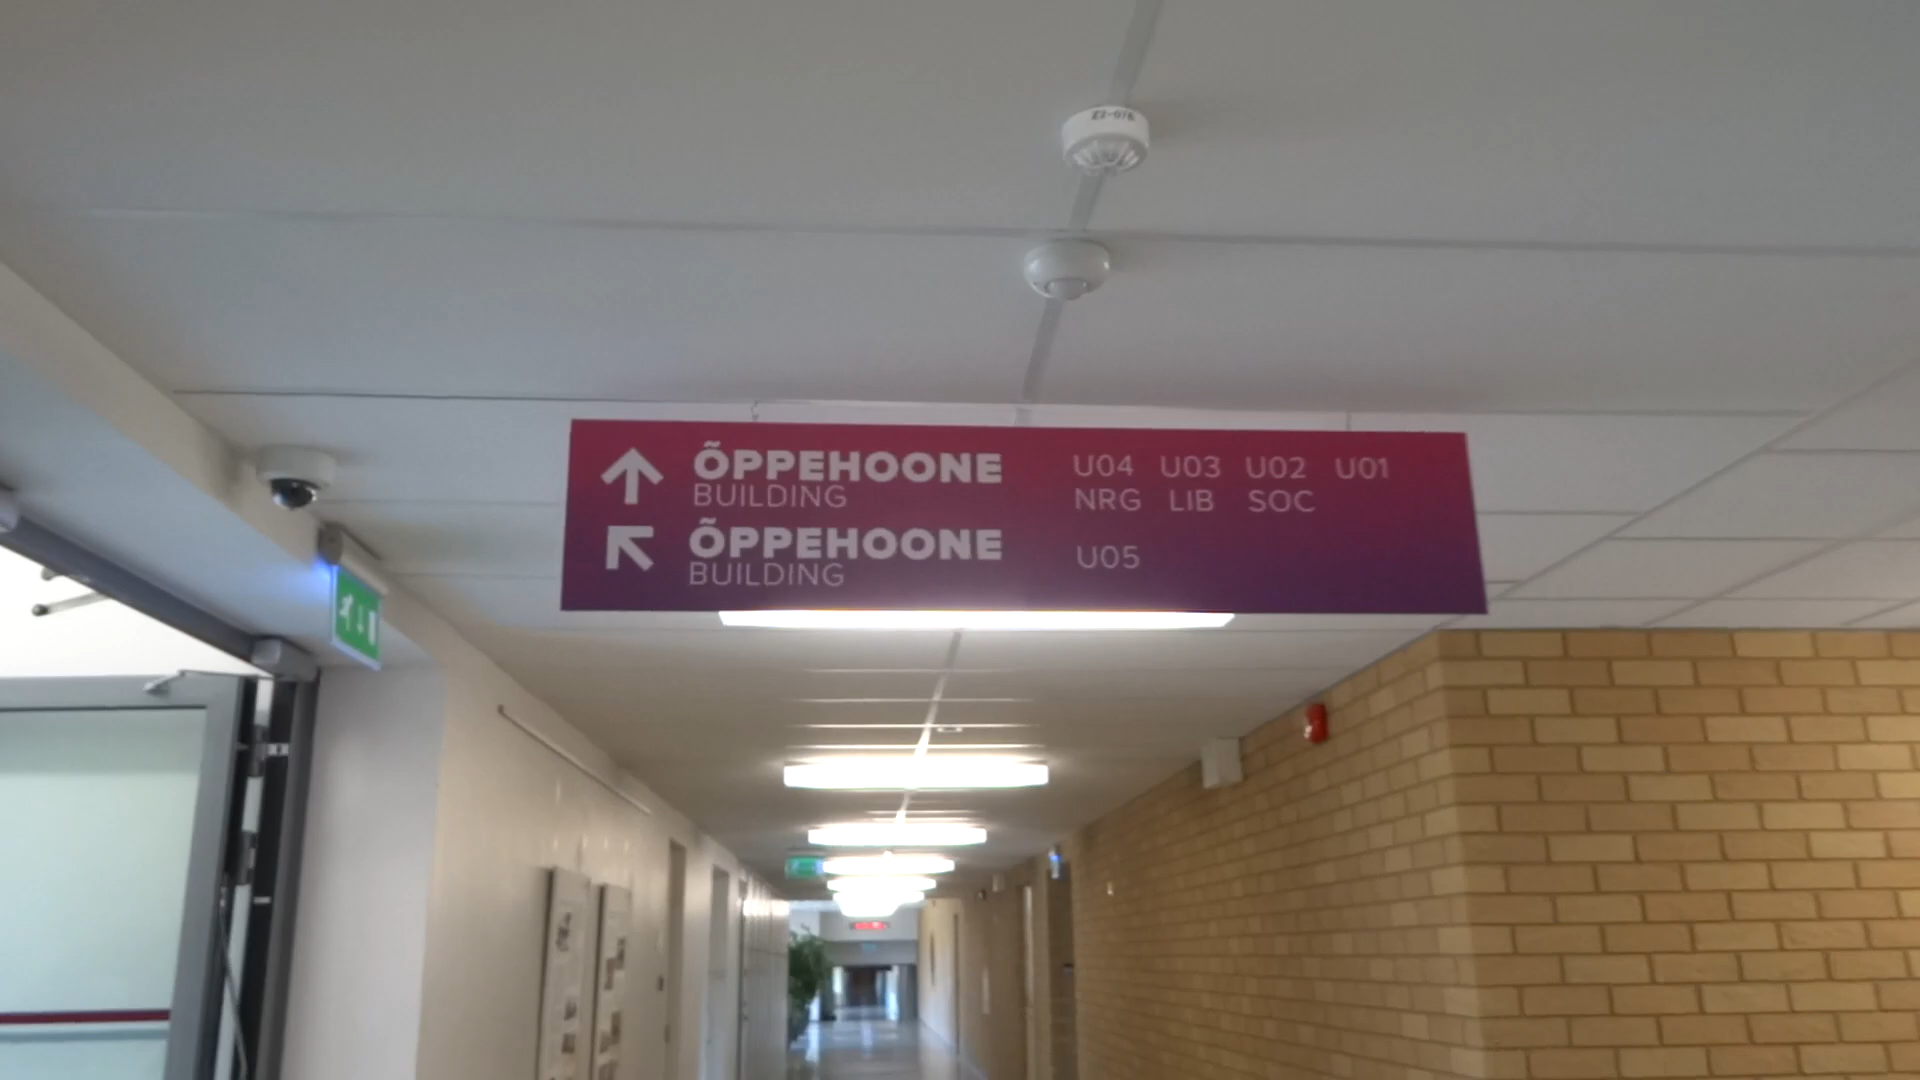 ÕPPEHOONE U04 U03 U02 U01
BUILDING NRG LIB SOC
ÕPPEHOONE U05
BUILDING